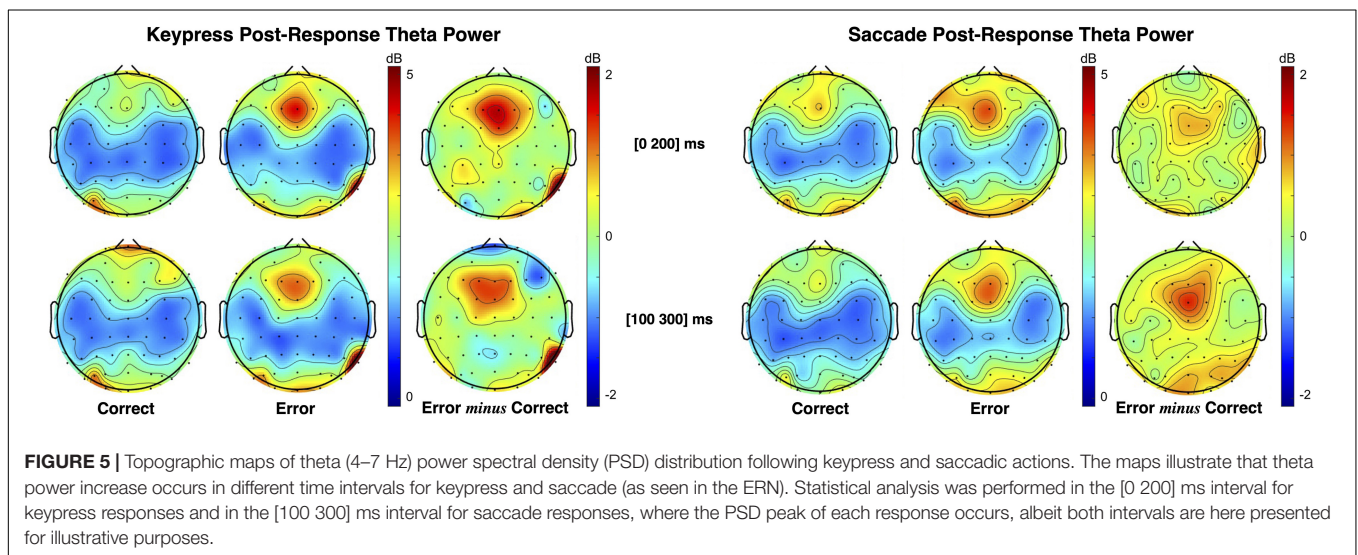 Keypress Post-Response Theta Power
Saccade Post-Response Theta Power
dB
5
0
dB
2
0
-2
[0 200] ms
[100 300] ms
dB
5
0
dB
2
0
-2
Correct
Error
Error minus Correct
Correct
Error
Error minus Correct
FIGURE 5 | Topographic maps of theta (4–7 Hz) power spectral density (PSD) distribution following keypress and saccadic actions. The maps illustrate that theta
power increase occurs in different time intervals for keypress and saccade (as seen in the ERN). Statistical analysis was performed in the [0 200] ms interval for
keypress responses and in the [100 300] ms interval for saccade responses, where the PSD peak of each response occurs, albeit both intervals are here presented
for illustrative purposes.